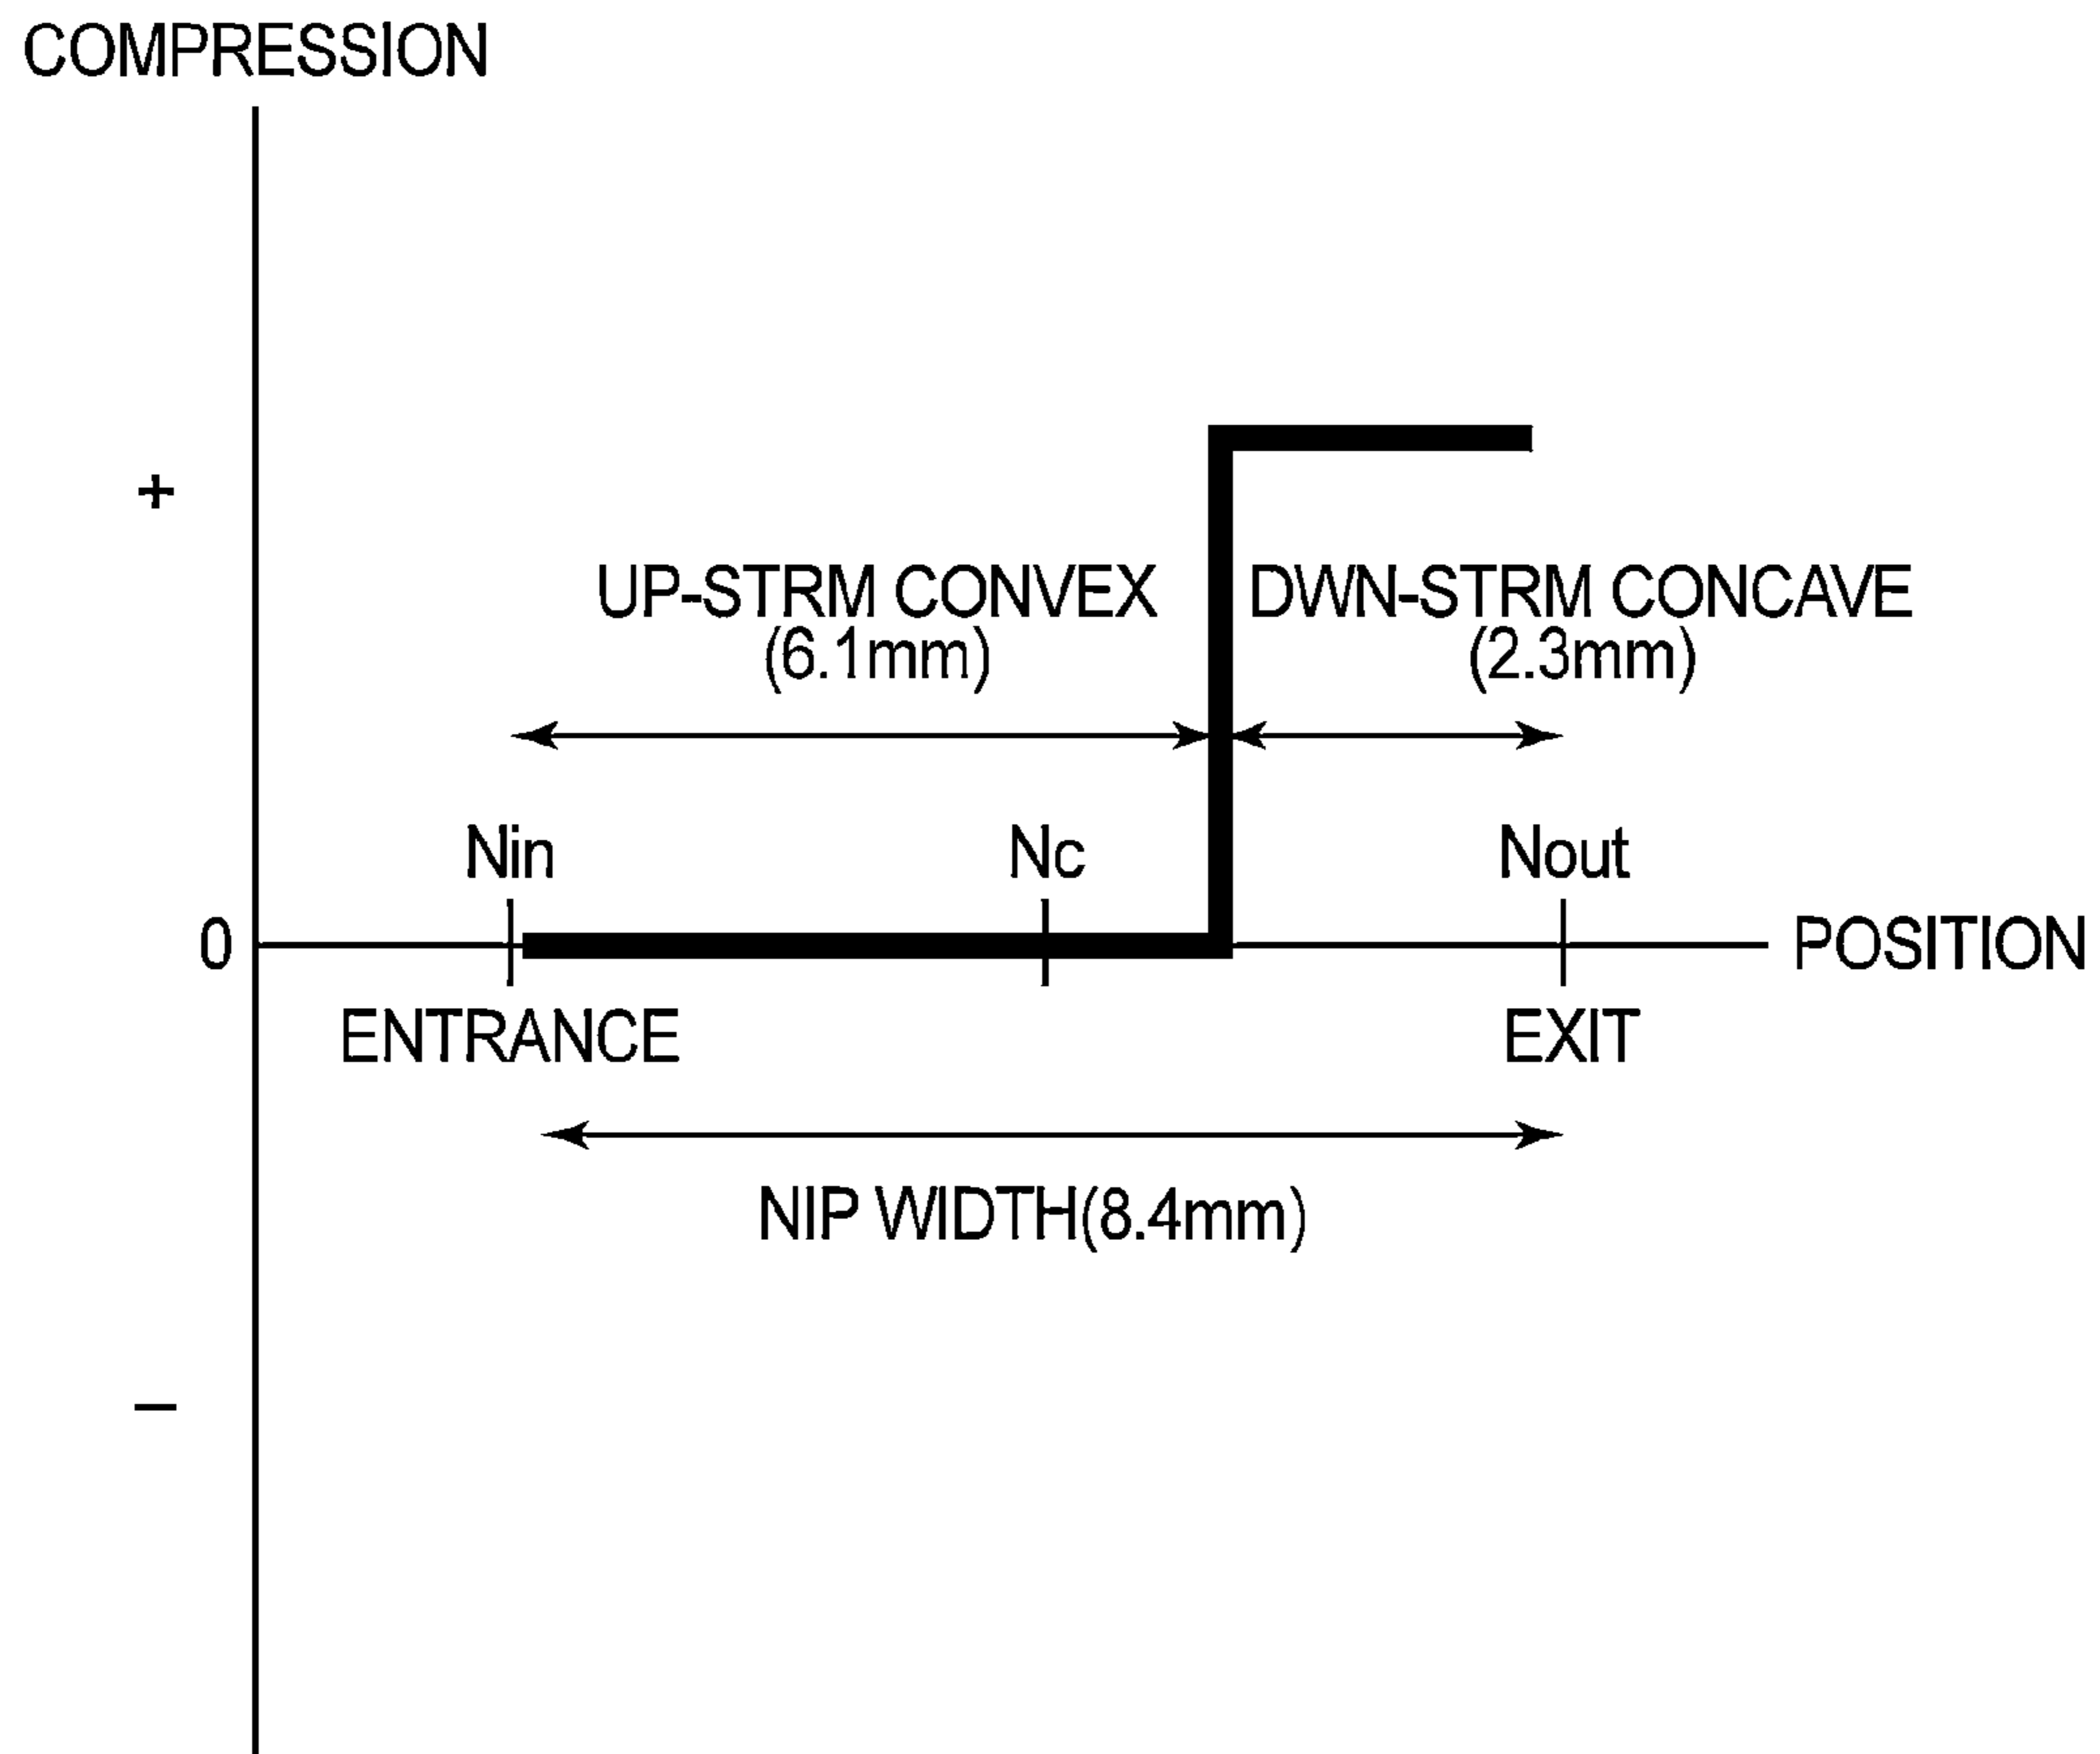 COMPRESSION
+
UP-STRM CONVEX
(6.1mm)
DWN-STRM CONCAVE
(2.3mm)
Nin
Nc
Nout
0
POSITION
ENTRANCE
EXIT
NIP WIDTH(8.4mm)
−